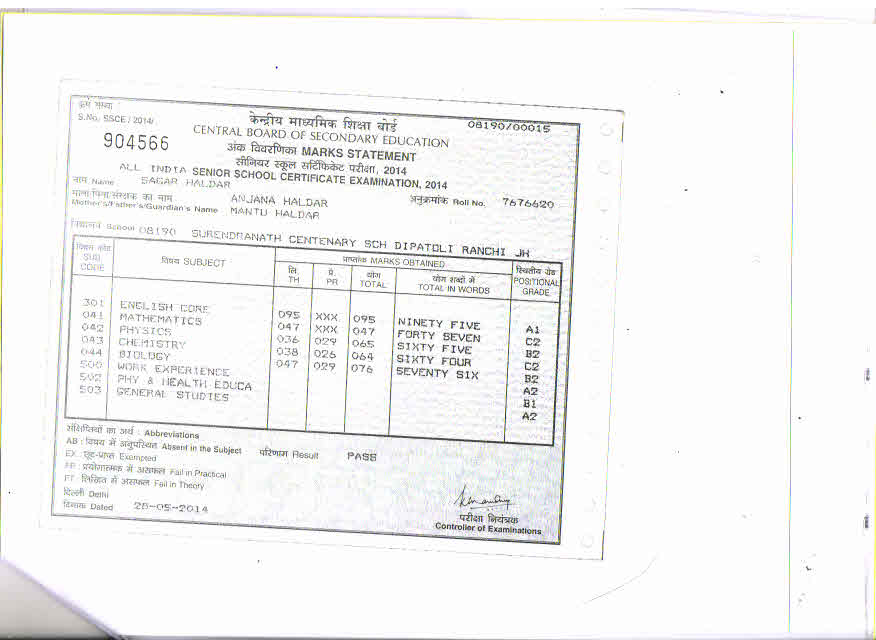 क्रम संख्या
S.No. SSCE / 2014/
904566
08190/00015
केन्द्रीय माध्यमिक शिक्षा बोर्ड
CENTRAL BOARD OF SECONDARY EDUCATION
अंक विवरणिका MARKS STATEMENT
सीनियर स्कूल सर्टिफिकेट परीक्षा, 2014
ALL INDIA SENIOR SCHOOL CERTIFICATE EXAMINATION, 2014
नाम Name SAGAR HALDAR
अनुक्रमांक Roll No. 7676620
माता/पिता/संरक्षक का नाम ANJANA HALDAR
Mother's/Father's/Guardian's Name MANTU HALDAR
विद्यालय School 08190 SURENDRANATH CENTENARY SCH DIPATOLI RANCHI JH
विषय कोड SUB CODE
विषय SUBJECT
प्राप्तांक MARKS OBTAINED
लि. TH
प्रे. PR
योग TOTAL
योग शब्दों में TOTAL IN WORDS
स्थितीय ग्रेड POSITIONAL GRADE
301 ENGLISH CORE 095 XXX 095 NINETY FIVE A1
041 MATHEMATICS 047 XXX 047 FORTY SEVEN C2
042 PHYSICS 036 029 065 SIXTY FIVE B2
043 CHEMISTRY 038 026 064 SIXTY FOUR C2
044 BIOLOGY 047 029 076 SEVENTY SIX B2
500 WORK EXPERIENCE A2
502 PHY & HEALTH EDUCA B1
503 GENERAL STUDIES A2
संक्षिप्तियों का अर्थ : Abbreviations
AB : विषय में अनुपस्थित Absent in the Subject
परिणाम Result PASS
EX : छूट-प्राप्त Exempted
FP : प्रयोगात्मक में असफल Fail in Practical
FT : लिखित में असफल Fail in Theory
दिल्ली Delhi
दिनांक Dated 28-05-2014
परीक्षा नियंत्रक
Controller of Examinations